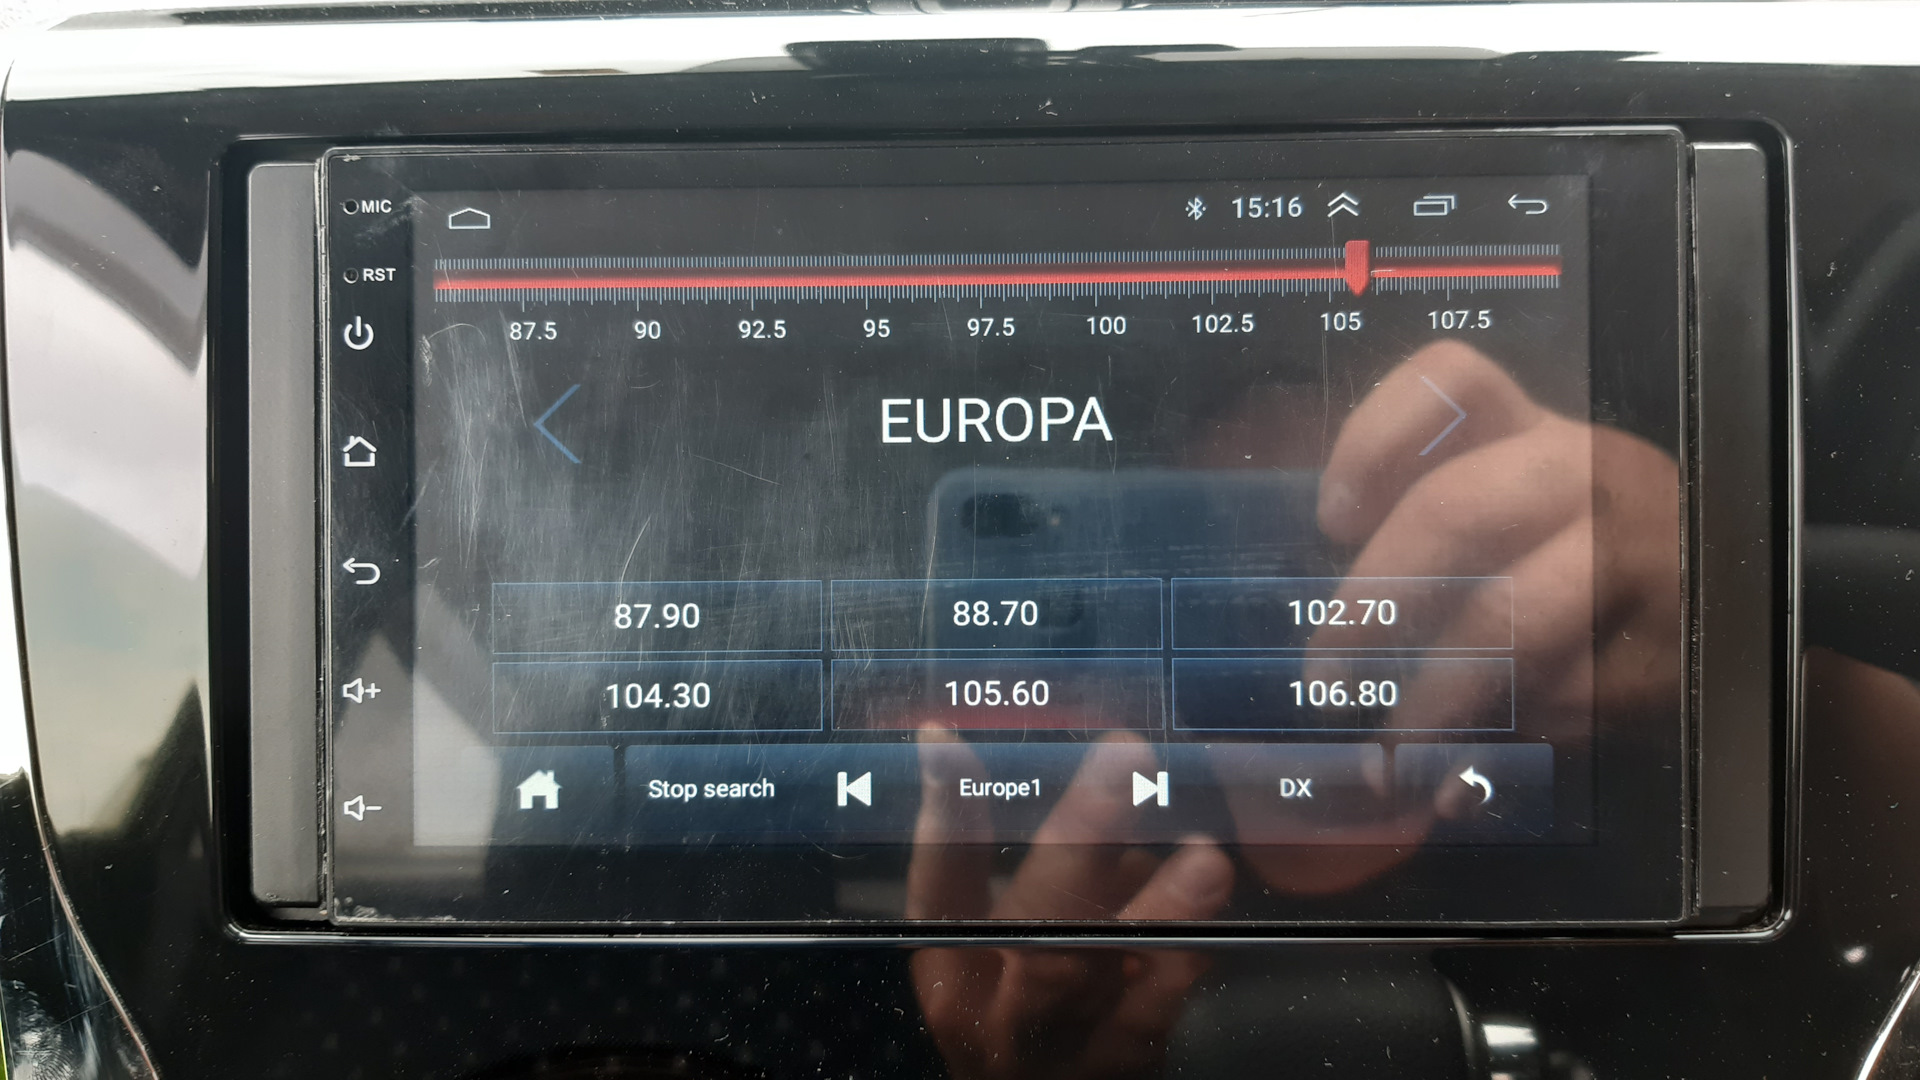 MIC
15:16
RST
87.5 90 92.5 95 97.5 100 102.5 105 107.5
EUROPA
87.90 88.70 102.70
104.30 105.60 106.80
Stop search Europe1 DX